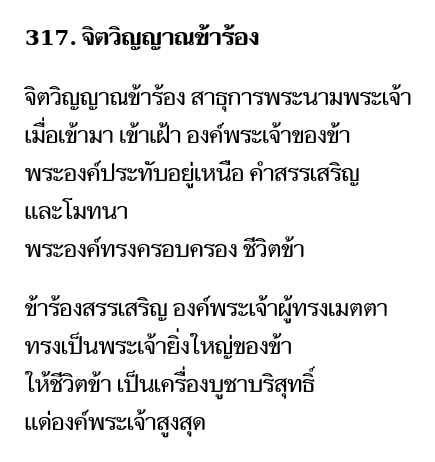 317. จิตวิญญาณข้าร้อง
จิตวิญญาณข้าร้อง สาธุการพระนามพระเจ้า
เมื่อเข้ามา เข้าเฝ้า องค์พระเจ้าของข้า
พระองค์ประทับอยู่เหนือ คำสรรเสริญ
และโมทนา
พระองค์ทรงครอบครอง ชีวิตข้า
ข้าร้องสรรเสริญ องค์พระเจ้าผู้ทรงเมตตา
ทรงเป็นพระเจ้ายิ่งใหญ่ของข้า
ให้ชีวิตข้า เป็นเครื่องบูชาบริสุทธิ์
แด่องค์พระเจ้าสูงสุด